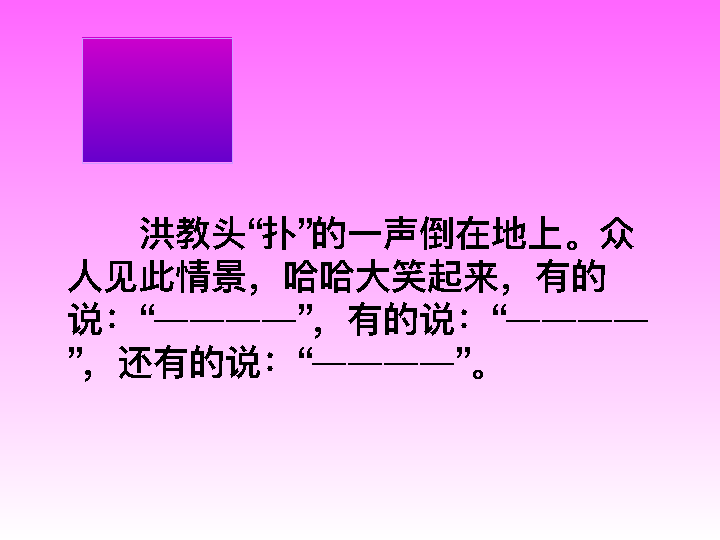 洪教头“扑”的一声倒在地上。众
人见此情景，哈哈大笑起来，有的
说：“————”，有的说：“————
”，还有的说：“————”。